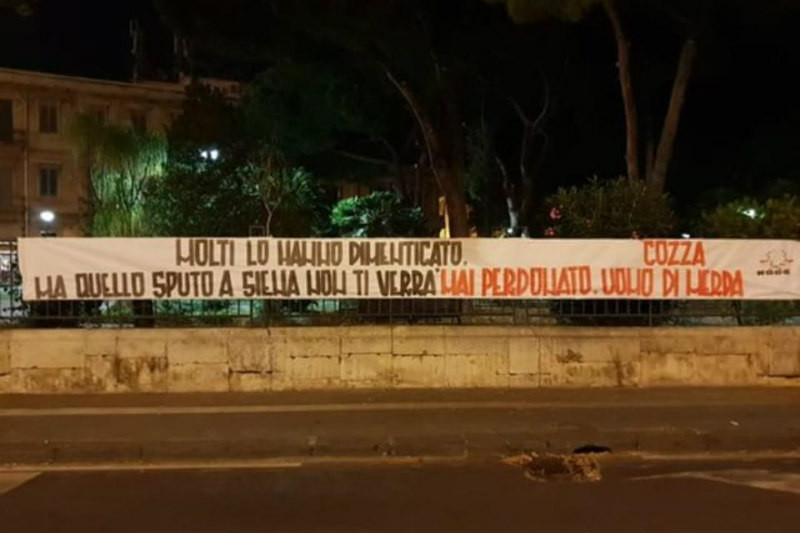 MOLTI LO HANNO DIMENTICATO. COZZA
MA QUELLO SPUTO A SIENA NON TI VERRA' MAI PERDONATO. UOMO DI MERDA